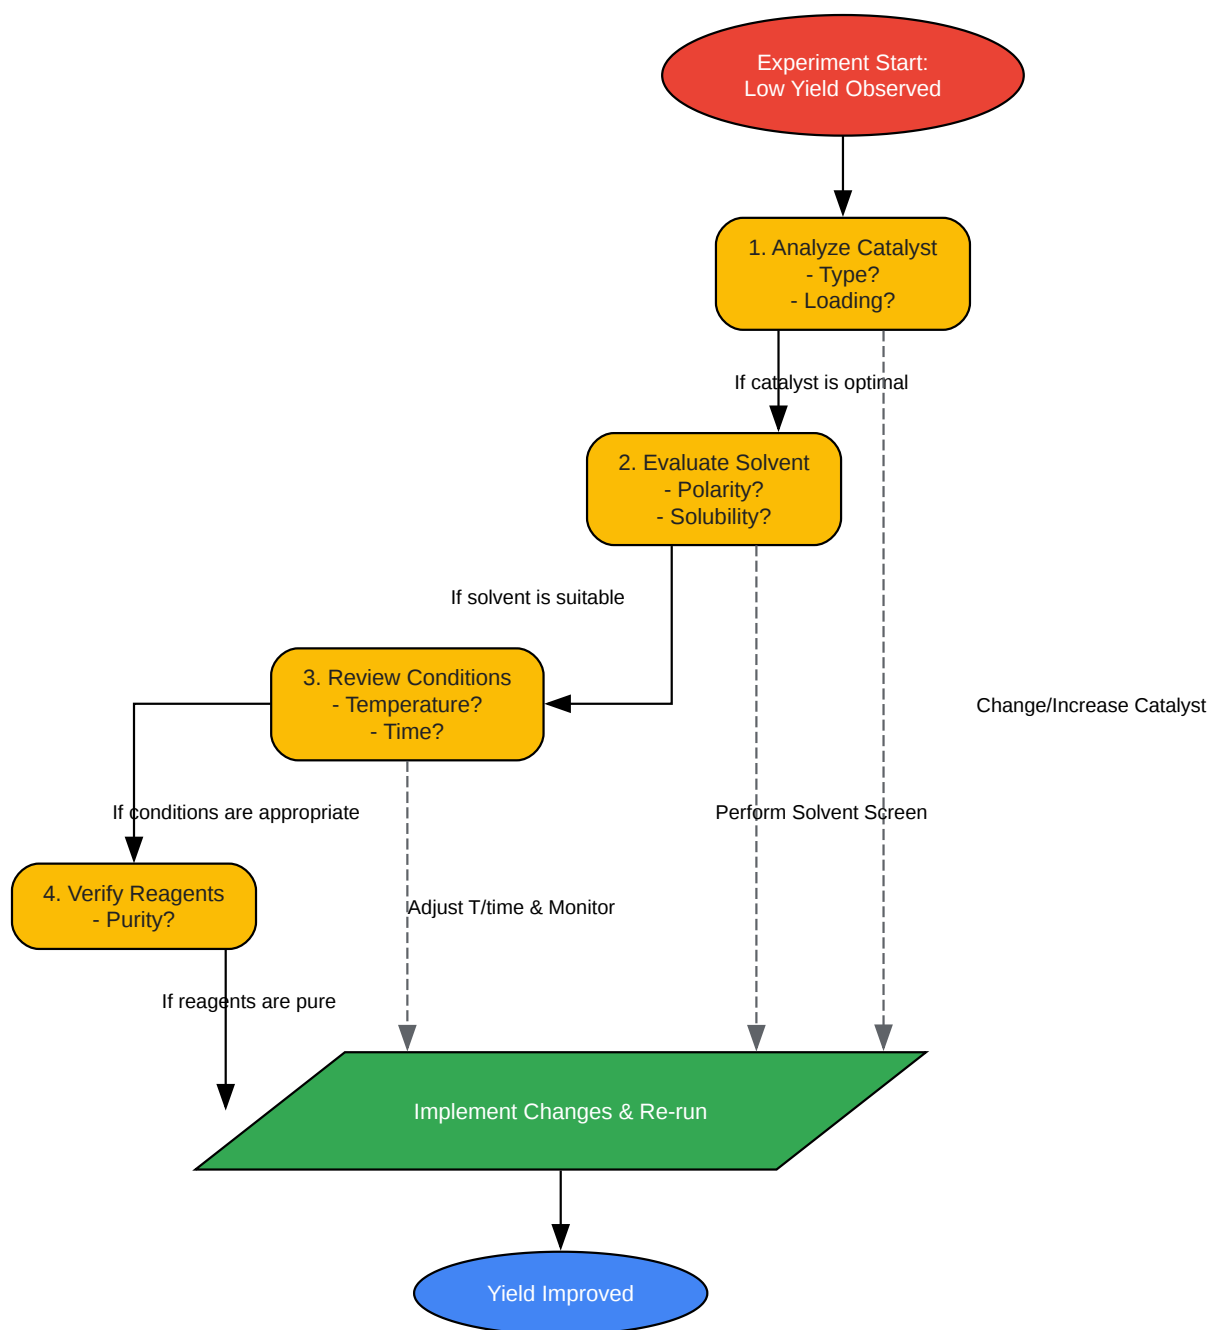 Experiment Start:
Low Yield Observed
1. Analyze Catalyst
- Type?
- Loading?
If catalyst is optimal
2. Evaluate Solvent
- Polarity?
- Solubility?
If solvent is suitable
3. Review Conditions
- Temperature?
- Time?
Change/Increase Catalyst
If conditions are appropriate
Perform Solvent Screen
4. Verify Reagents
- Purity?
Adjust T/time & Monitor
If reagents are pure
Implement Changes & Re-run
Yield Improved